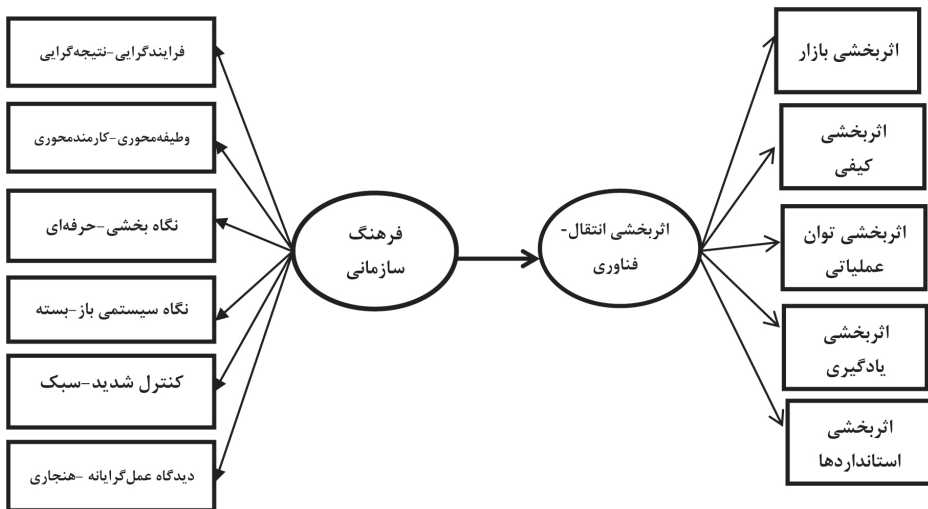 فرایندگرایی-نتیجه‌گرایی
وظیفه‌محوری-کارمندمحوری
نگاه بخشی-حرفه‌ای
نگاه سیستمی باز-بسته
کنترل شدید-سبک
دیدگاه عمل‌گرایانه -هنجاری
فرهنگ
سازمانی
اثربخشی انتقال-
فناوری
اثربخشی بازار
اثربخشی
کیفی
اثربخشی توان
عملیاتی
اثربخشی
یادگیری
اثربخشی
استانداردها